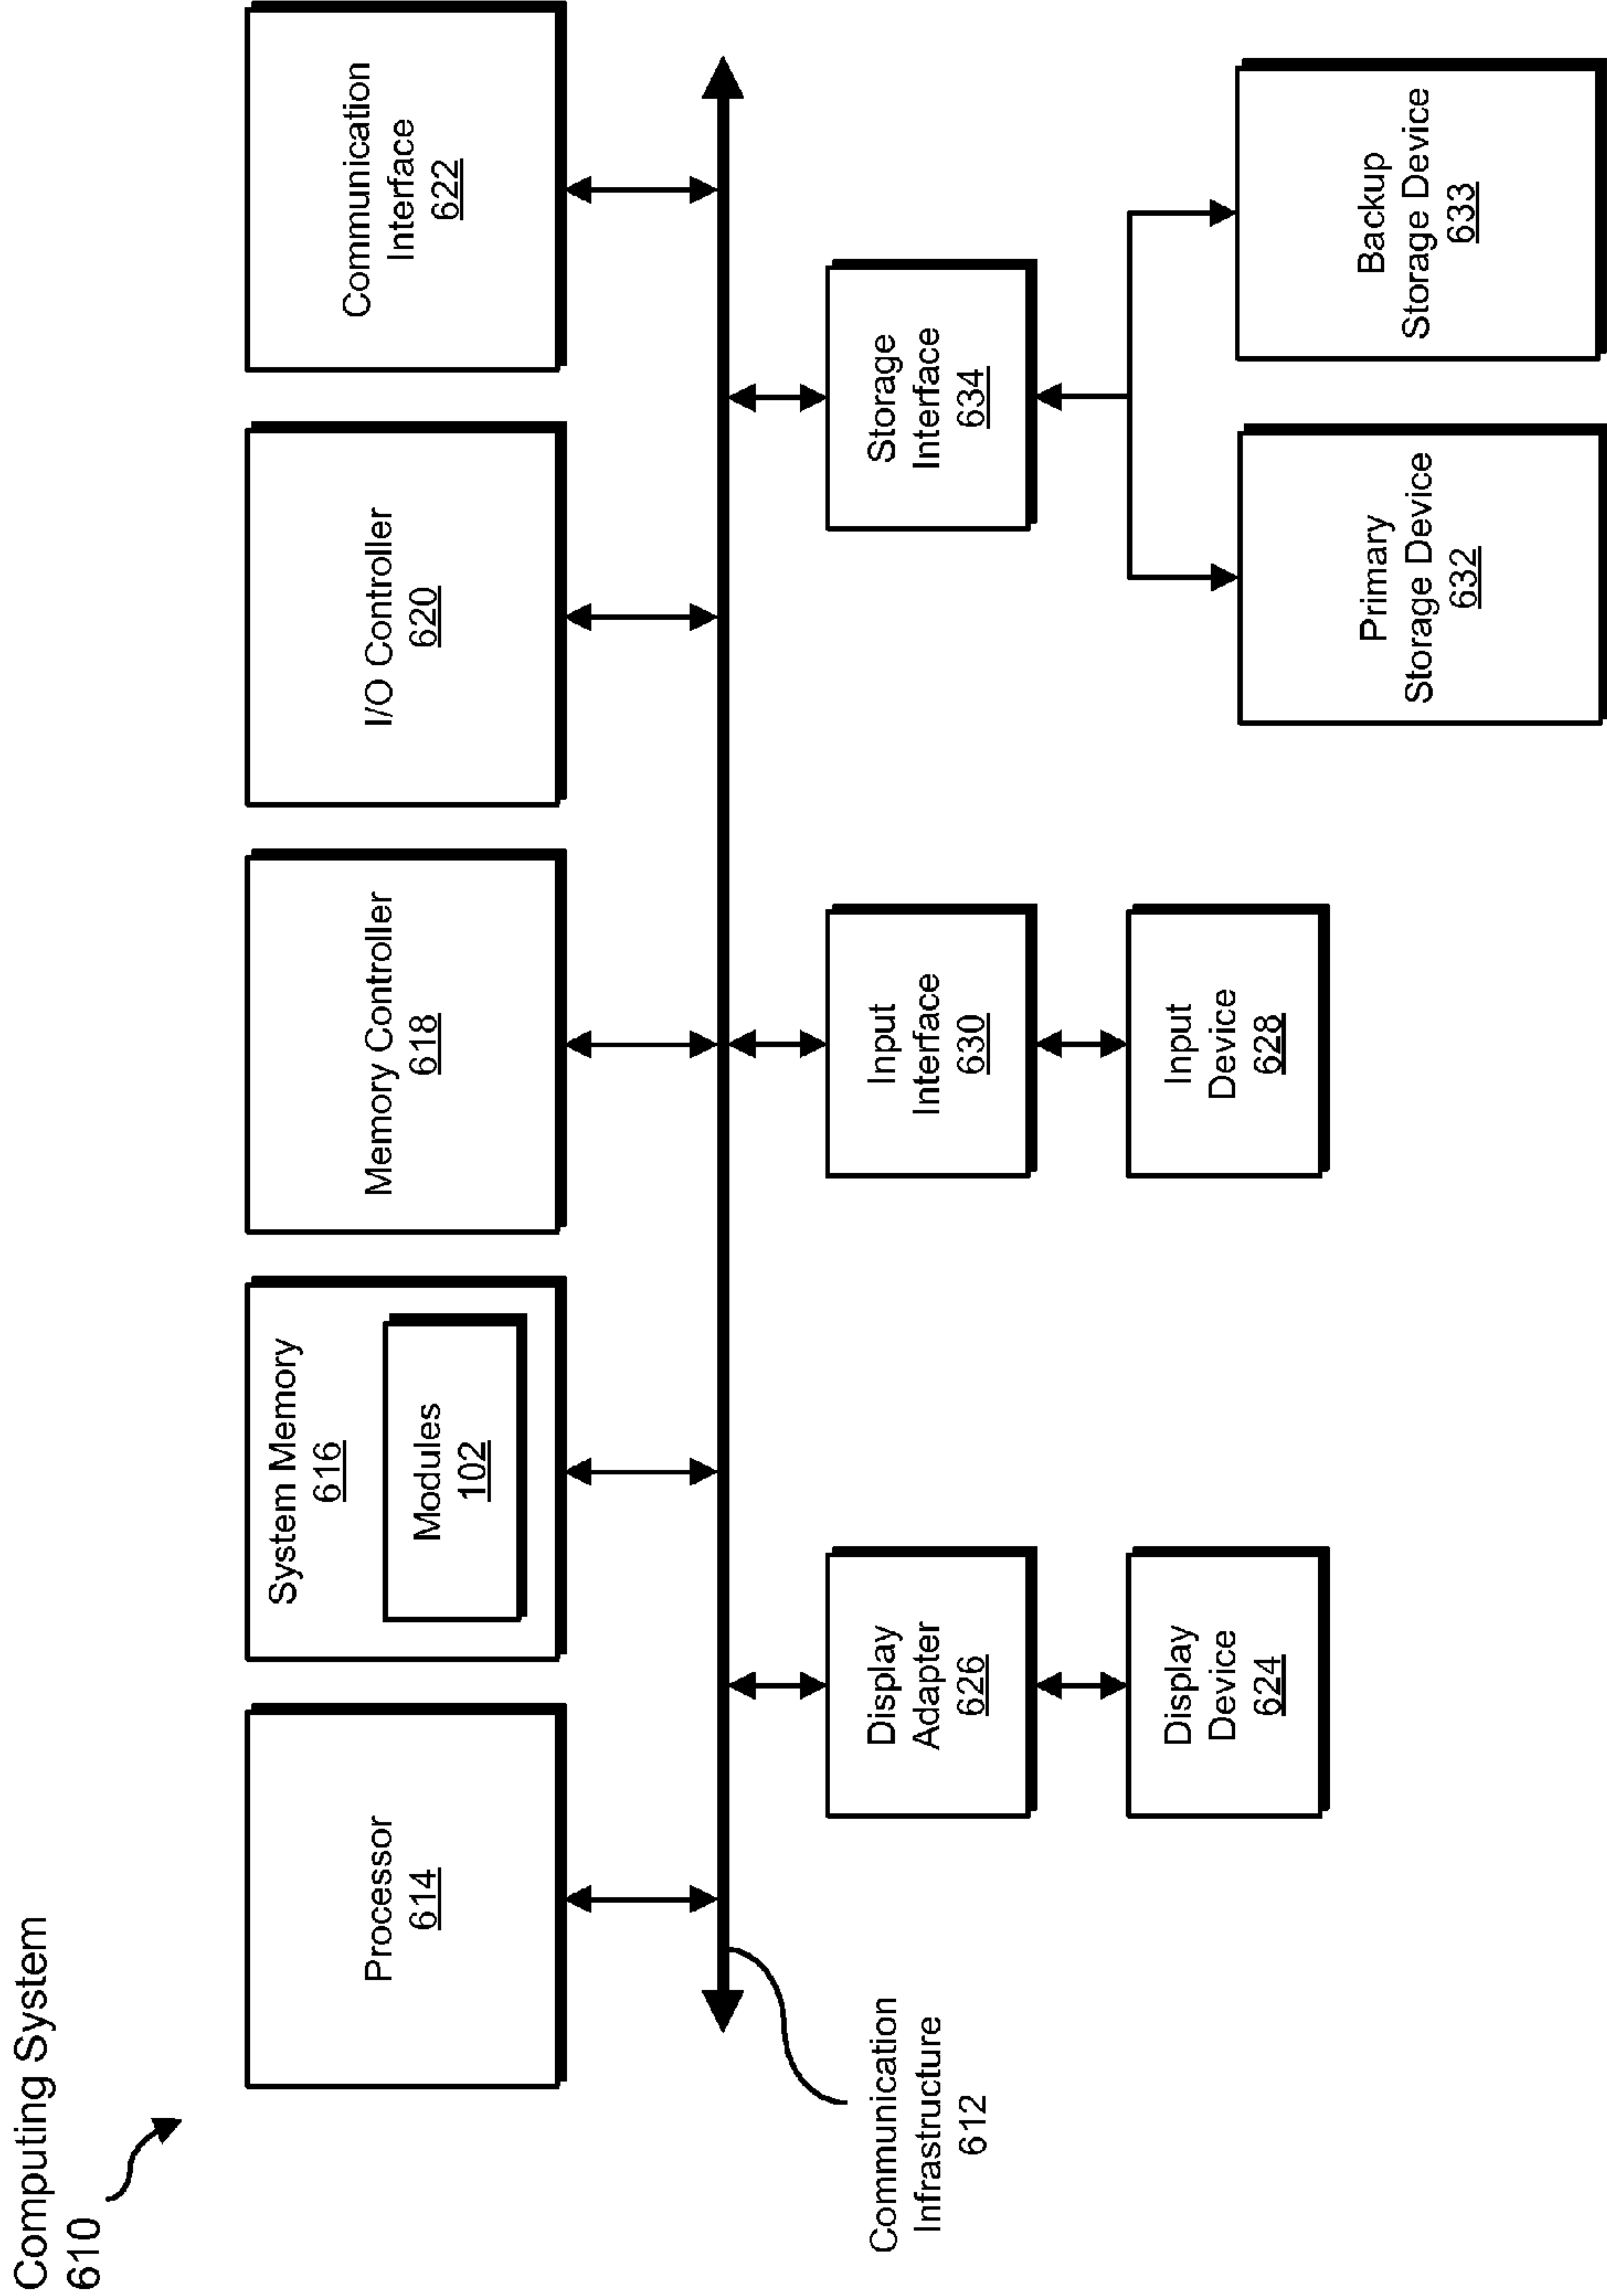 Computing System
610
Processor
614
System Memory
616
Modules
102
Memory Controller
618
I/O Controller
620
Communication
Interface
622
Communication
Infrastructure
612
Display
Adapter
626
Input
Interface
630
Storage
Interface
634
Display
Device
624
Input
Device
628
Primary
Storage Device
632
Backup
Storage Device
633